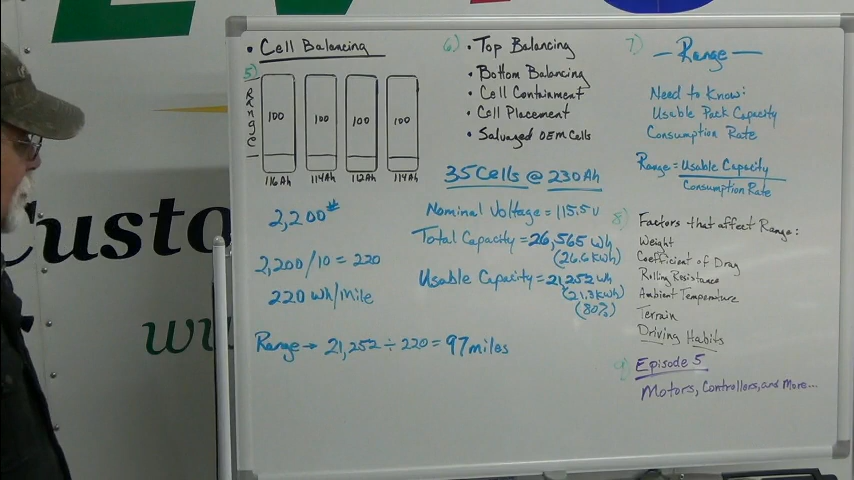 • Cell Balancing
5)
Range
100 100 100 100
116Ah 114Ah 112Ah 114Ah
2,200#
2,200/10 = 220
220 Wh/Mile
Range → 21,252 ÷ 220 = 97 miles
6) • Top Balancing
• Bottom Balancing
• Cell Containment
• Cell Placement
• Salvaged OEM Cells
35 Cells @ 230Ah
Nominal Voltage = 115.5v
Total Capacity = 26,565 Wh
(26.6 KWh)
Usable Capacity = 21,252 Wh
(21.3 KWh)
(80%)
7) — Range —
Need to Know:
Usable Pack Capacity
Consumption Rate
Range = Usable Capacity
Consumption Rate
8) Factors that affect Range:
Weight
Coefficient of Drag
Rolling Resistance
Ambient Temperature
Terrain
Driving Habits
9) Episode 5
Motors, Controllers, and More...
Custo